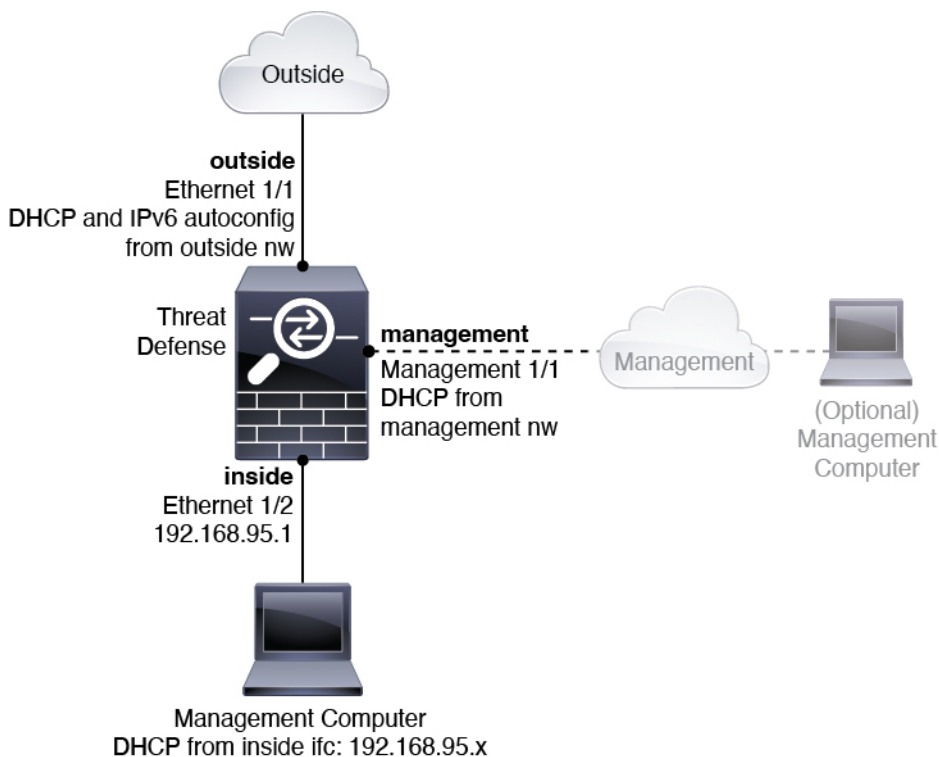 Outside
outside
Ethernet 1/1
DHCP and IPv6 autoconfig
from outside nw
Threat
Defense
management
Management 1/1
DHCP from
management nw
Management
(Optional)
Management
Computer
inside
Ethernet 1/2
192.168.95.1
Management Computer
DHCP from inside ifc: 192.168.95.x